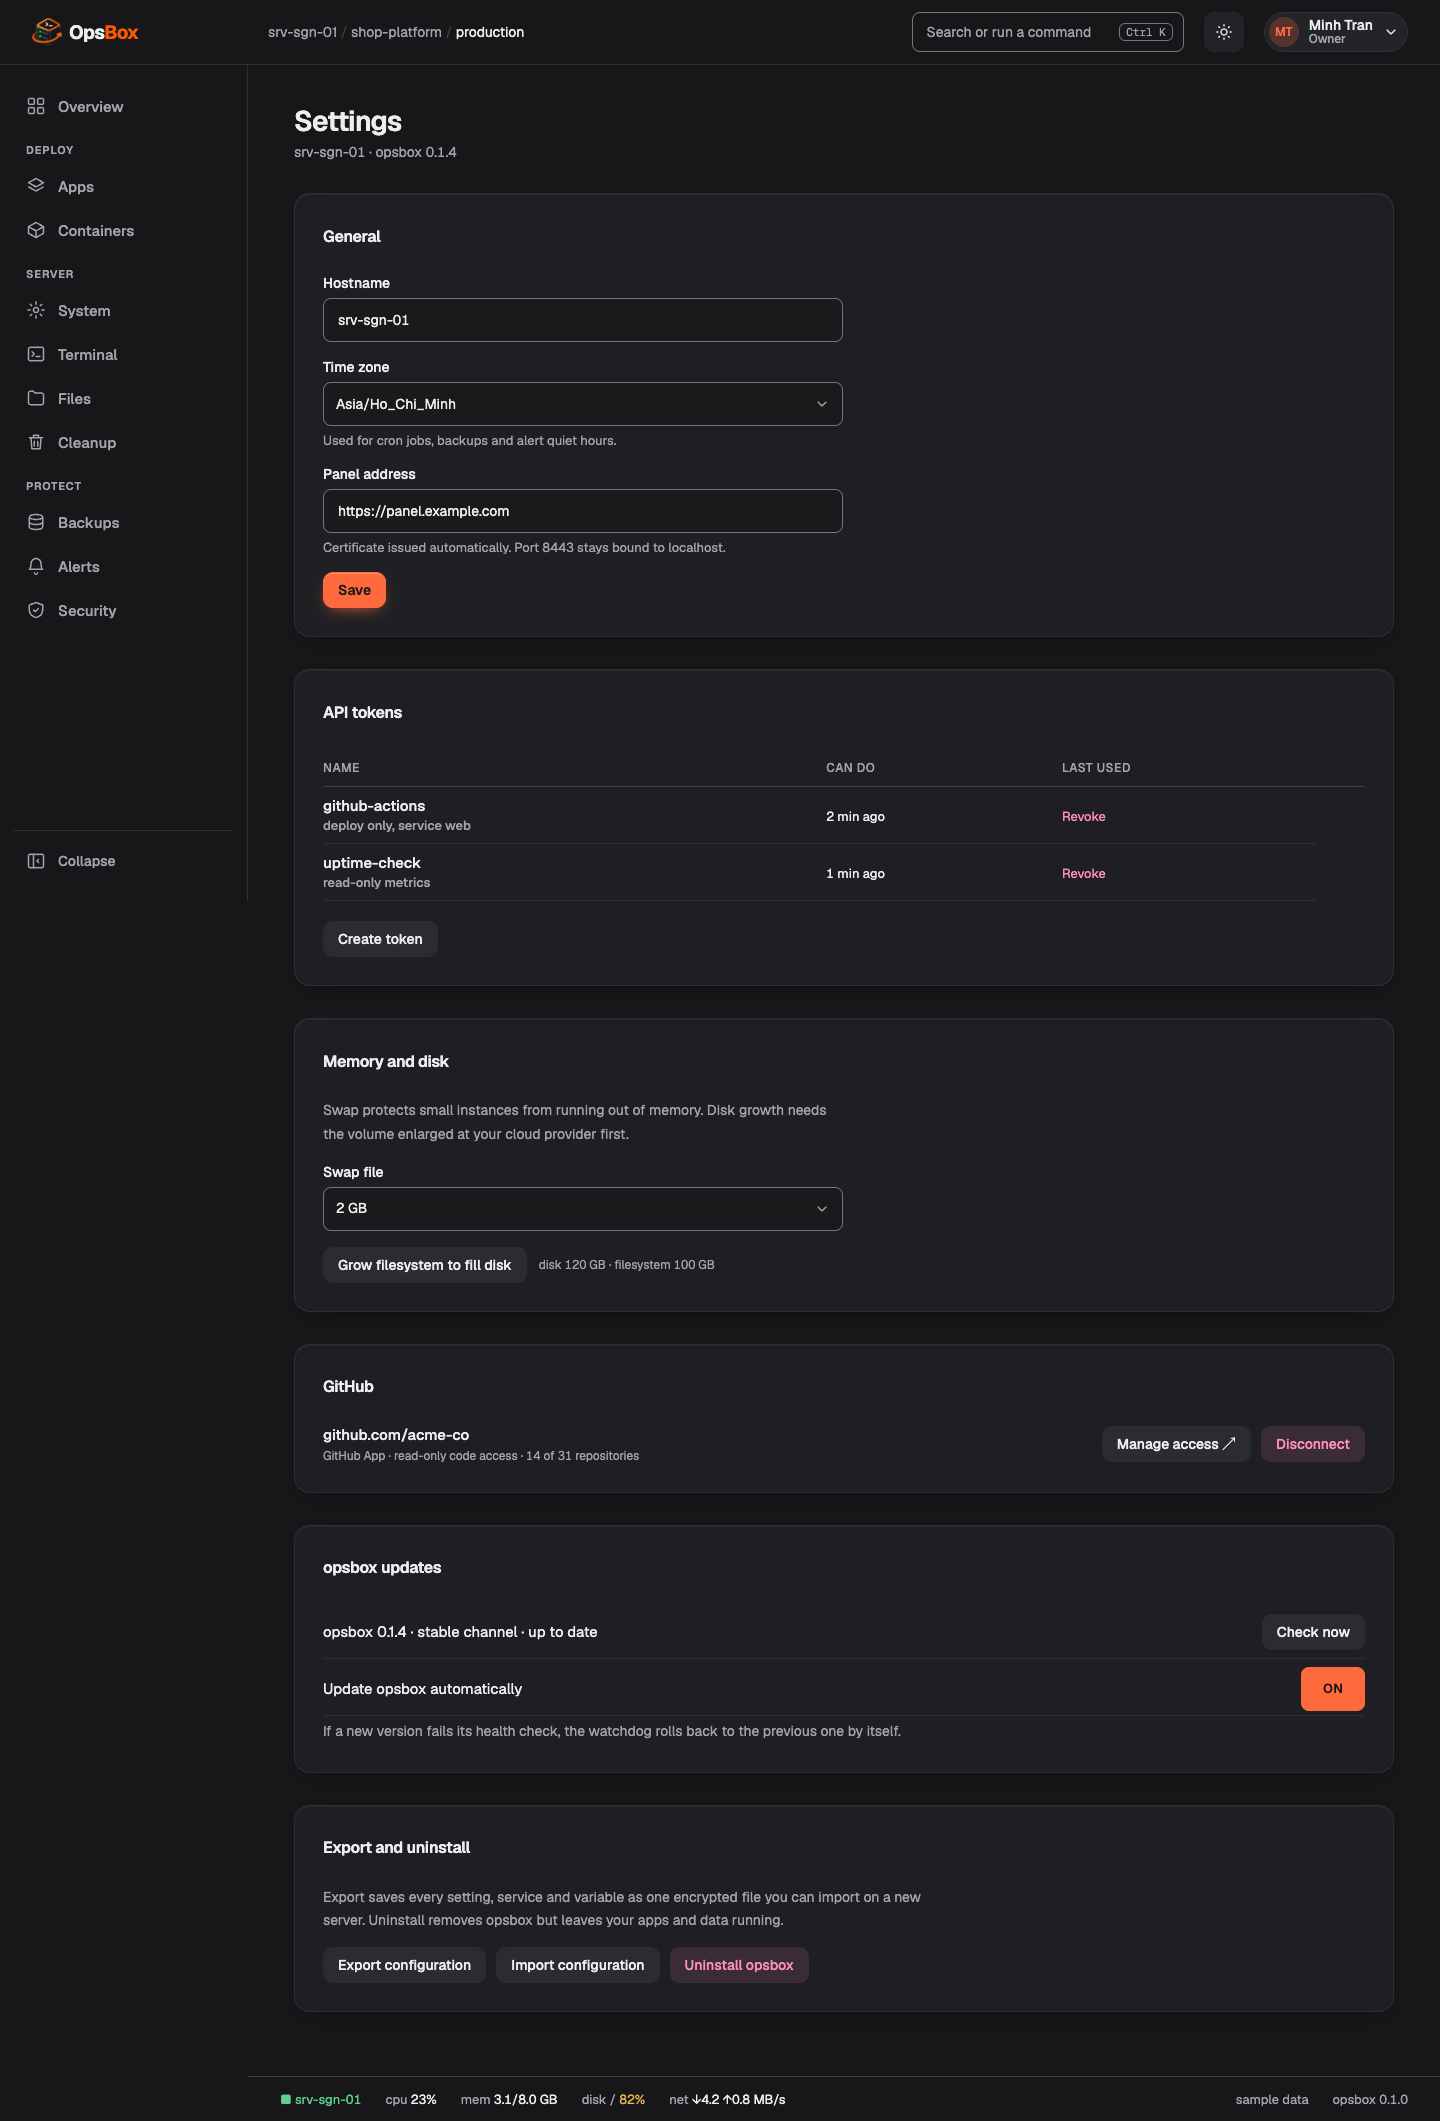 OpsBox
srv-sgn-01 / shop-platform / production
Search or run a command
Ctrl K
MT
Minh Tran
Owner
Overview
DEPLOY
Apps
Containers
SERVER
System
Terminal
Files
Cleanup
PROTECT
Backups
Alerts
Security
Collapse
Settings
srv-sgn-01 · opsbox 0.1.4
General
Hostname
srv-sgn-01
Time zone
Asia/Ho_Chi_Minh
Used for cron jobs, backups and alert quiet hours.
Panel address
https://panel.example.com
Certificate issued automatically. Port 8443 stays bound to localhost.
Save
API tokens
NAME CAN DO LAST USED
github-actions
deploy only, service web
2 min ago Revoke
uptime-check
read-only metrics
1 min ago Revoke
Create token
Memory and disk
Swap protects small instances from running out of memory. Disk growth needs
the volume enlarged at your cloud provider first.
Swap file
2 GB
Grow filesystem to fill disk disk 120 GB · filesystem 100 GB
GitHub
github.com/acme-co
GitHub App · read-only code access · 14 of 31 repositories
Manage access ↗ Disconnect
opsbox updates
opsbox 0.1.4 · stable channel · up to date Check now
Update opsbox automatically ON
If a new version fails its health check, the watchdog rolls back to the previous one by itself.
Export and uninstall
Export saves every setting, service and variable as one encrypted file you can import on a new
server. Uninstall removes opsbox but leaves your apps and data running.
Export configuration Import configuration Uninstall opsbox
srv-sgn-01 cpu 23% mem 3.1/8.0 GB disk / 82% net ↓4.2 ↑0.8 MB/s sample data opsbox 0.1.0